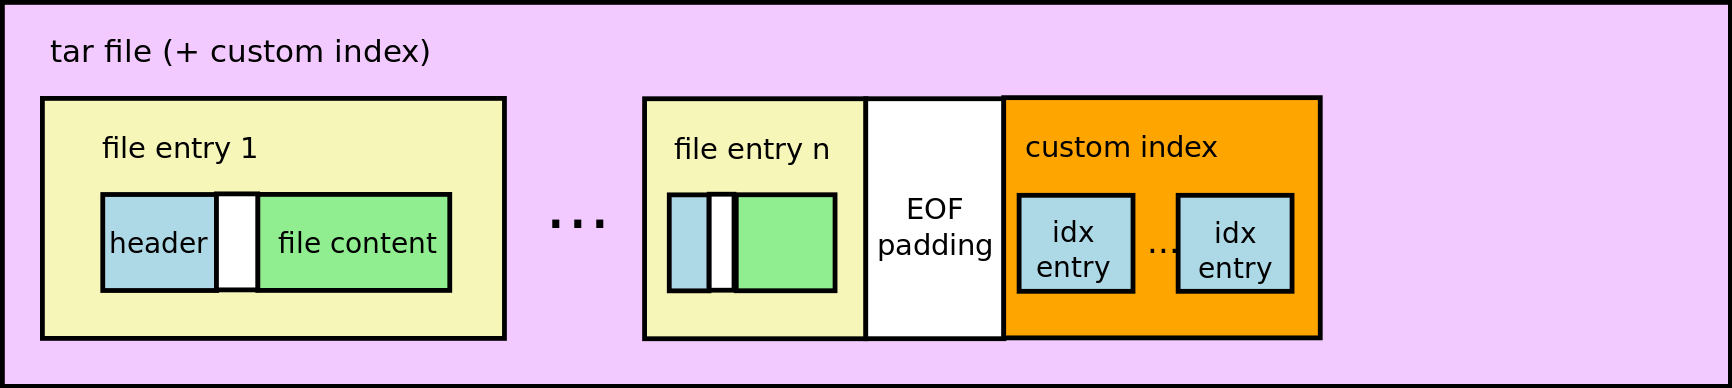 tar file (+ custom index)
file entry 1
header
file content
...
file entry n
EOF
padding
custom index
idx
entry
...
idx
entry